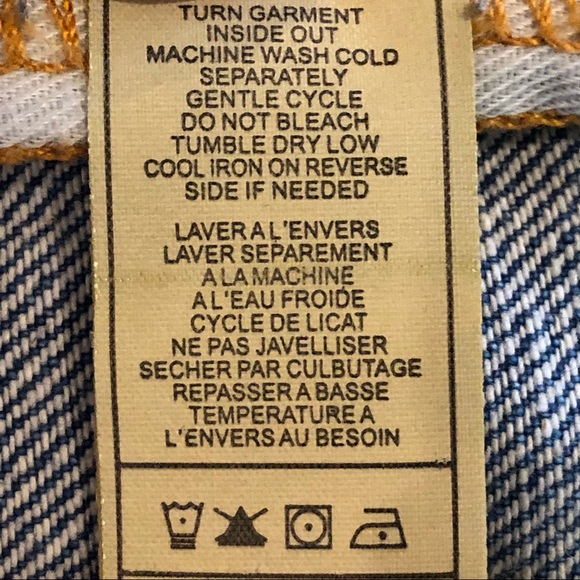 TURN GARMENT
INSIDE OUT
MACHINE WASH COLD
SEPARATELY
GENTLE CYCLE
DO NOT BLEACH
TUMBLE DRY LOW
COOL IRON ON REVERSE
SIDE IF NEEDED
LAVER A L'ENVERS
LAVER SEPAREMENT
A LA MACHINE
A L'EAU FROIDE
CYCLE DE LICAT
NE PAS JAVELLISER
SECHER PAR CULBUTAGE
REPASSER A BASSE
TEMPERATURE A
L'ENVERS AU BESOIN